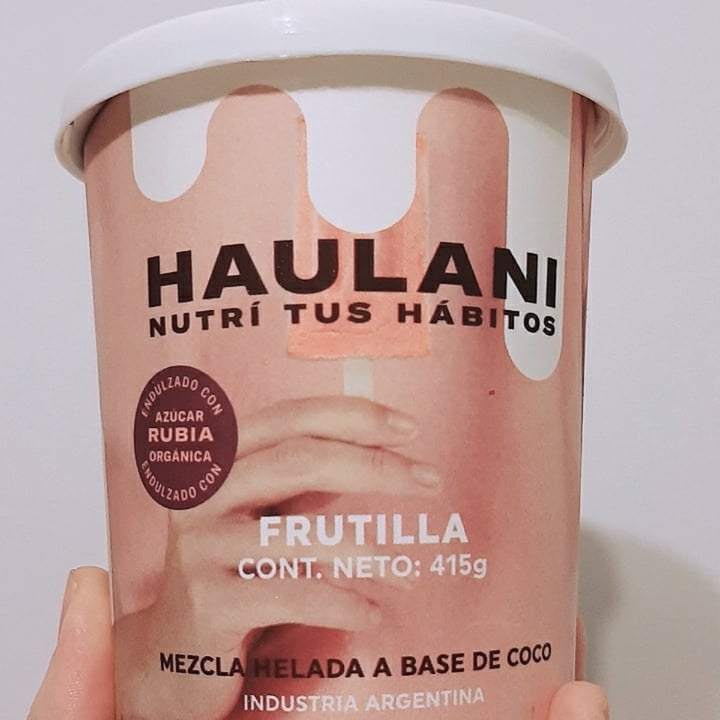 HAULANI
NUTRÍ TUS HÁBITOS
ENDULZADO CON
AZÚCAR
RUBIA
ORGÁNICA
ENDULZADO CON
FRUTILLA
CONT. NETO: 415g
MEZCLA HELADA A BASE DE COCO
INDUSTRIA ARGENTINA